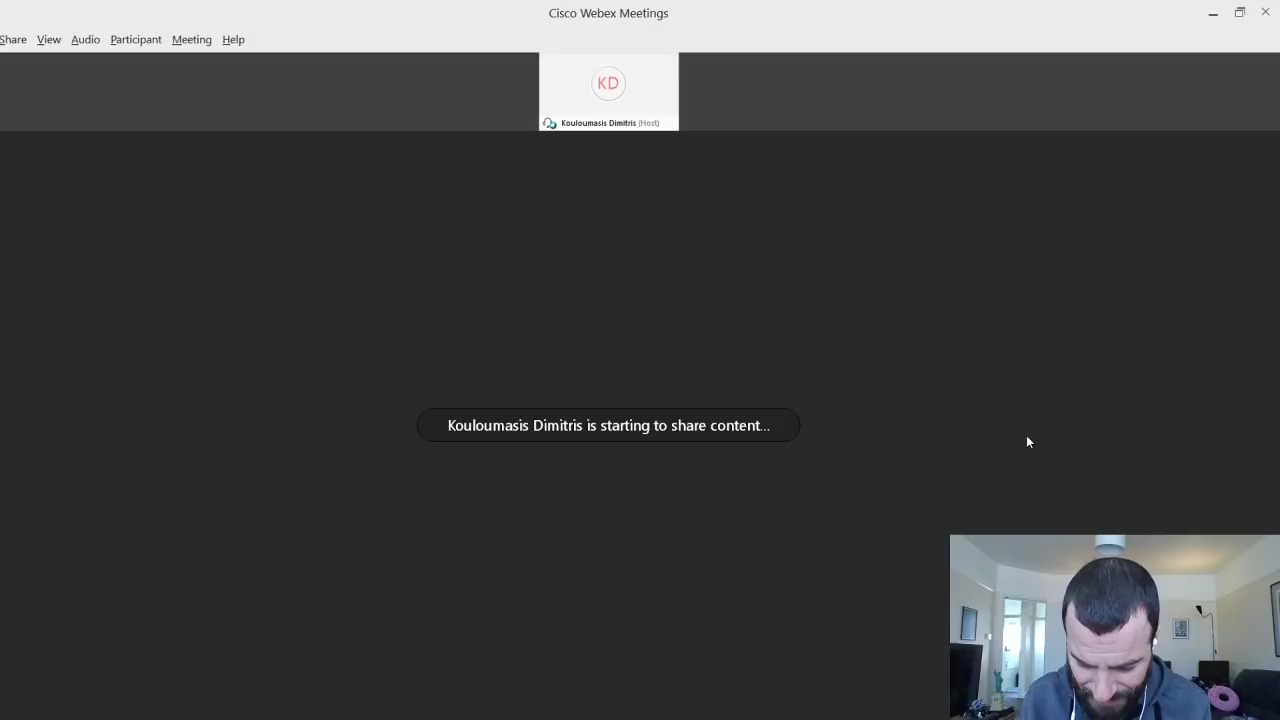 Cisco Webex Meetings
Share View Audio Participant Meeting Help
KD
Kouloumasis Dimitris (Host)
Kouloumasis Dimitris is starting to share content...